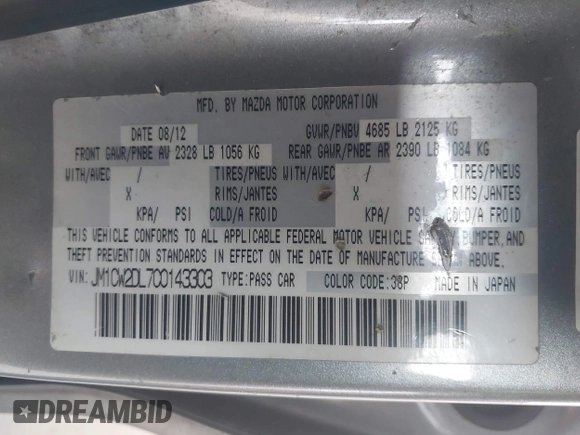 MFD. BY MAZDA MOTOR CORPORATION
DATE 08/12 GVWR/PNBV 4685 LB 2125 KG
FRONT GAWR/PNBE AV 2328 LB 1056 KG REAR GAWR/PNBE AR 2390 LB 1084 KG
WITH/AVEC / TIRES/PNEUS WITH/AVEC / TIRES/PNEUS
X RIMS/JANTES X RIMS/JANTES
KPA/ PSI COLD/A FROID KPA/ PSI COLD/A FROID
THIS VEHICLE CONFORMS TO ALL APPLICABLE FEDERAL MOTOR VEHICLE BUMPER, AND
THEFT PREVENTION STANDARDS IN EFFECT ON THE DATE OF MANUFACTURE ABOVE.
VIN: JM1CW2DL7C0143303 TYPE: PASS CAR COLOR CODE: 38P MADE IN JAPAN
DREAMBID